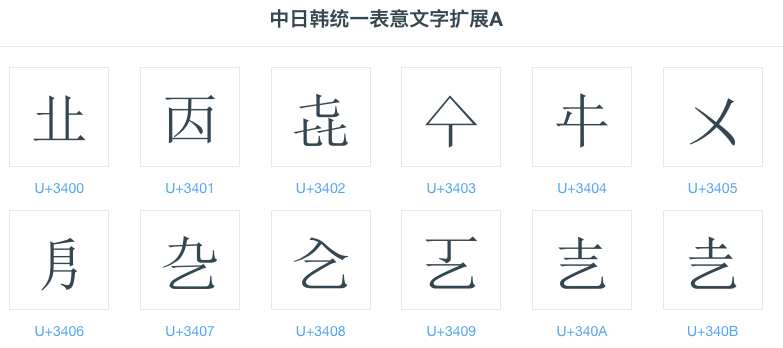 中日韩统一表意文字扩展A
㐀 㐁 㐂 㐃 㐄 㐅
U+3400 U+3401 U+3402 U+3403 U+3404 U+3405
㐆 㐇 㐈 㐉 㐊 㐋
U+3406 U+3407 U+3408 U+3409 U+340A U+340B